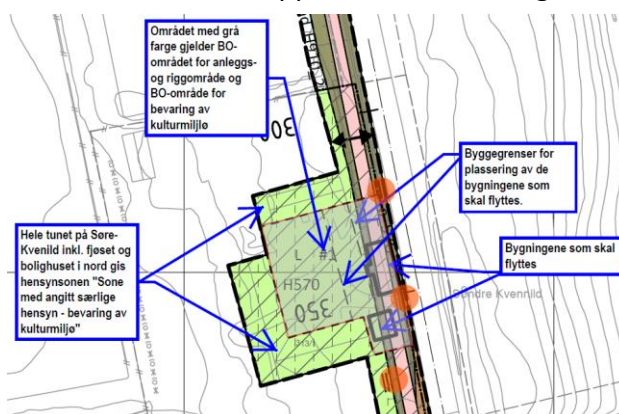 Området med grå
farge gjelder BO-
området for anleggs-
og riggområde og
BO-område for
bevaring av
kulturmiljø
Byggegrenser for
plassering av de
bygningene som
skal flyttes.
Hele tunet på Søre-
Kvenild inkl. fjøset og
bolighuset i nord gis
hensynsonen "Sone
med angitt særlige
hensyn - bevaring av
kulturmiljø"
Bygningene som skal
flyttes
L #1
H570
350
Søndre Kvennild